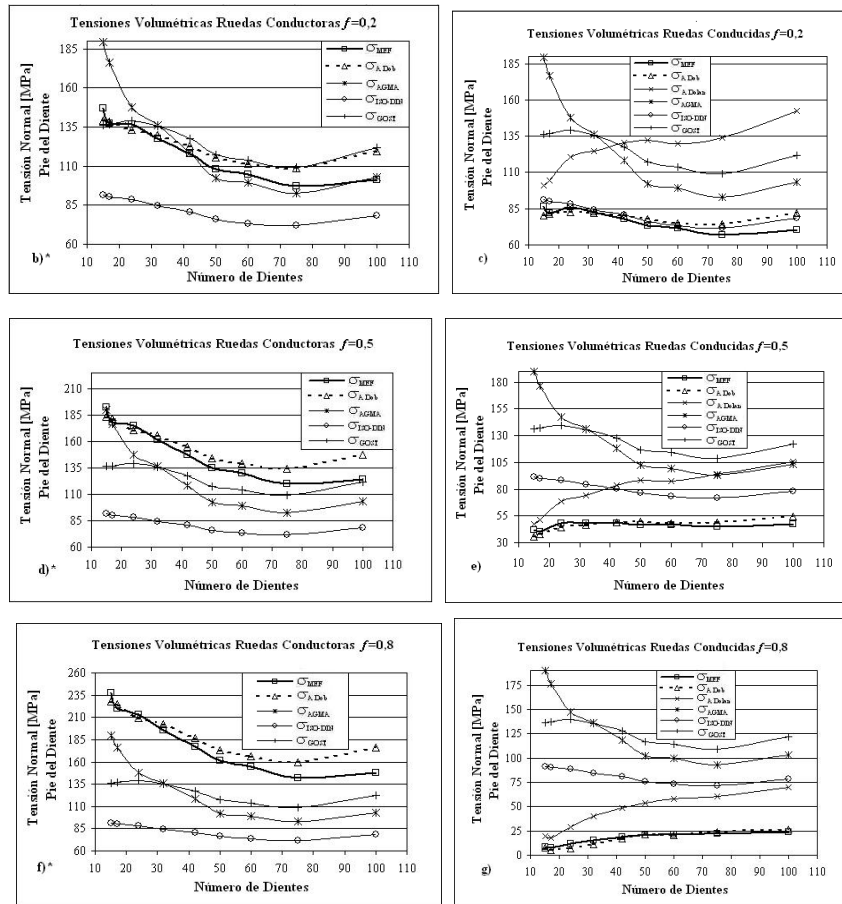 Tensiones Volumétricas Ruedas Conductoras f=0,2
Tensión Normal [MPa]
Pie del Diente
185
160
135
110
85
60
σMEF
σA Deb
σAGMA
σISO-DIN
σGOST
10 20 30 40 50 60 70 80 90 100 110
b)*
Número de Dientes
Tensiones Volumétricas Ruedas Conducidas f=0,2
Tensión Normal [MPa]
Pie del Diente
185
160
135
110
85
60
σMEF
σA Deb
σA Delan
σAGMA
σISO-DIN
σGOST
10 20 30 40 50 60 70 80 90 100 110
c)
Número de Dientes
Tensiones Volumétricas Ruedas Conductoras f=0,5
Tensión Normal [MPa]
Pie del Diente
210
185
160
135
110
85
60
σMEF
σA Deb
σAGMA
σISO-DIN
σGOST
10 20 30 40 50 60 70 80 90 100 110
d)*
Número de Dientes
Tensiones Volumétricas Ruedas Conducidas f=0,5
Tensión Normal [MPa]
Pie del Diente
180
155
130
105
80
55
30
σMEF
σA Deb
σA Delan
σAGMA
σISO-DIN
σGOST
10 20 30 40 50 60 70 80 90 100 110
e)
Número de Dientes
Tensiones Volumétricas Ruedas Conductoras f=0,8
Tensión Normal [MPa]
Pie del Diente
260
235
210
185
160
135
110
85
60
σMEF
σA Deb
σAGMA
σISO-DIN
σGOST
10 20 30 40 50 60 70 80 90 100 110
f)*
Número de Dientes
Tensiones Volumétricas Ruedas Conducidas f=0,8
Tensión Normal [MPa]
Pie del Diente
175
150
125
100
75
50
25
0
σMEF
σA Deb
σA Delan
σAGMA
σISO-DIN
σGOST
10 20 30 40 50 60 70 80 90 100 110
g)
Número de Dientes